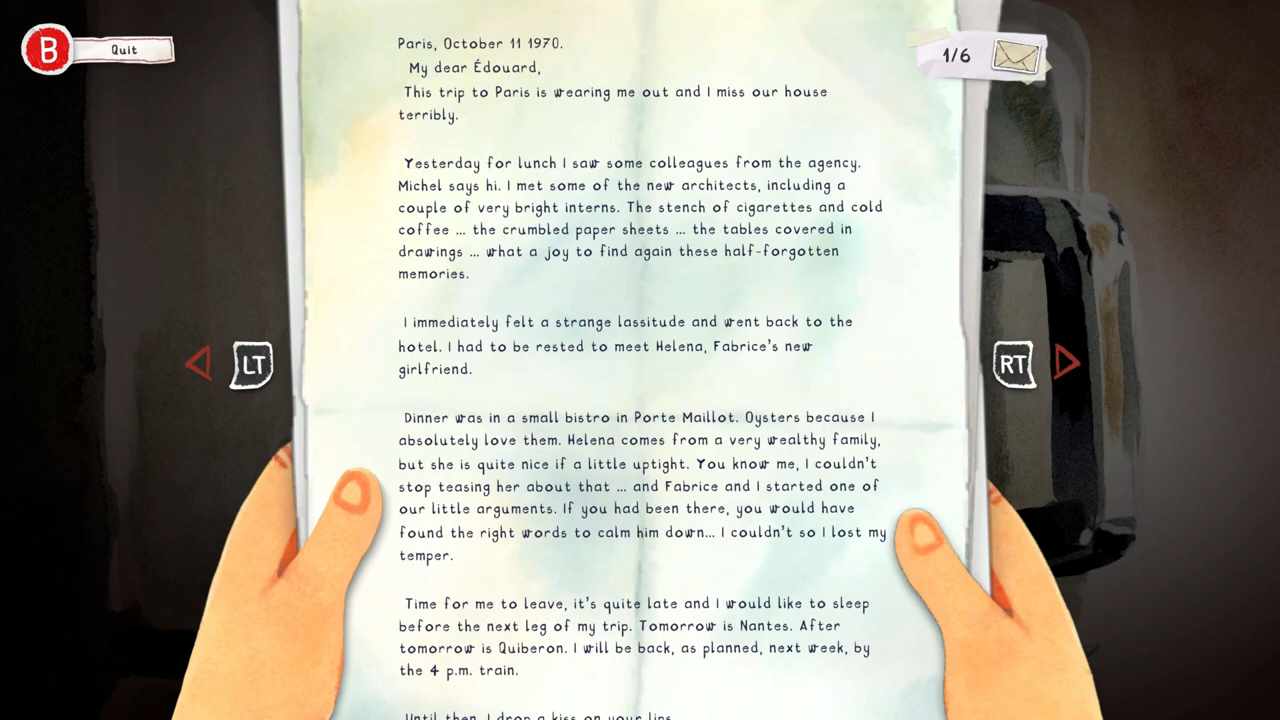 B
Quit
1/6
Paris, October 11 1970.
My dear Édouard,
This trip to Paris is wearing me out and I miss our house
terribly.
Yesterday for lunch I saw some colleagues from the agency.
Michel says hi. I met some of the new architects, including a
couple of very bright interns. The stench of cigarettes and cold
coffee ... the crumbled paper sheets ... the tables covered in
drawings ... what a joy to find again these half-forgotten
memories.
I immediately felt a strange lassitude and went back to the
hotel. I had to be rested to meet Helena, Fabrice's new
girlfriend.
LT
RT
Dinner was in a small bistro in Porte Maillot. Oysters because I
absolutely love them. Helena comes from a very wealthy family,
but she is quite nice if a little uptight. You know me, I couldn't
stop teasing her about that ... and Fabrice and I started one of
our little arguments. If you had been there, you would have
found the right words to calm him down... I couldn't so I lost my
temper.
Time for me to leave, it's quite late and I would like to sleep
before the next leg of my trip. Tomorrow is Nantes. After
tomorrow is Quiberon. I will be back, as planned, next week, by
the 4 p.m. train.
Until then, I drop a kiss on your lips